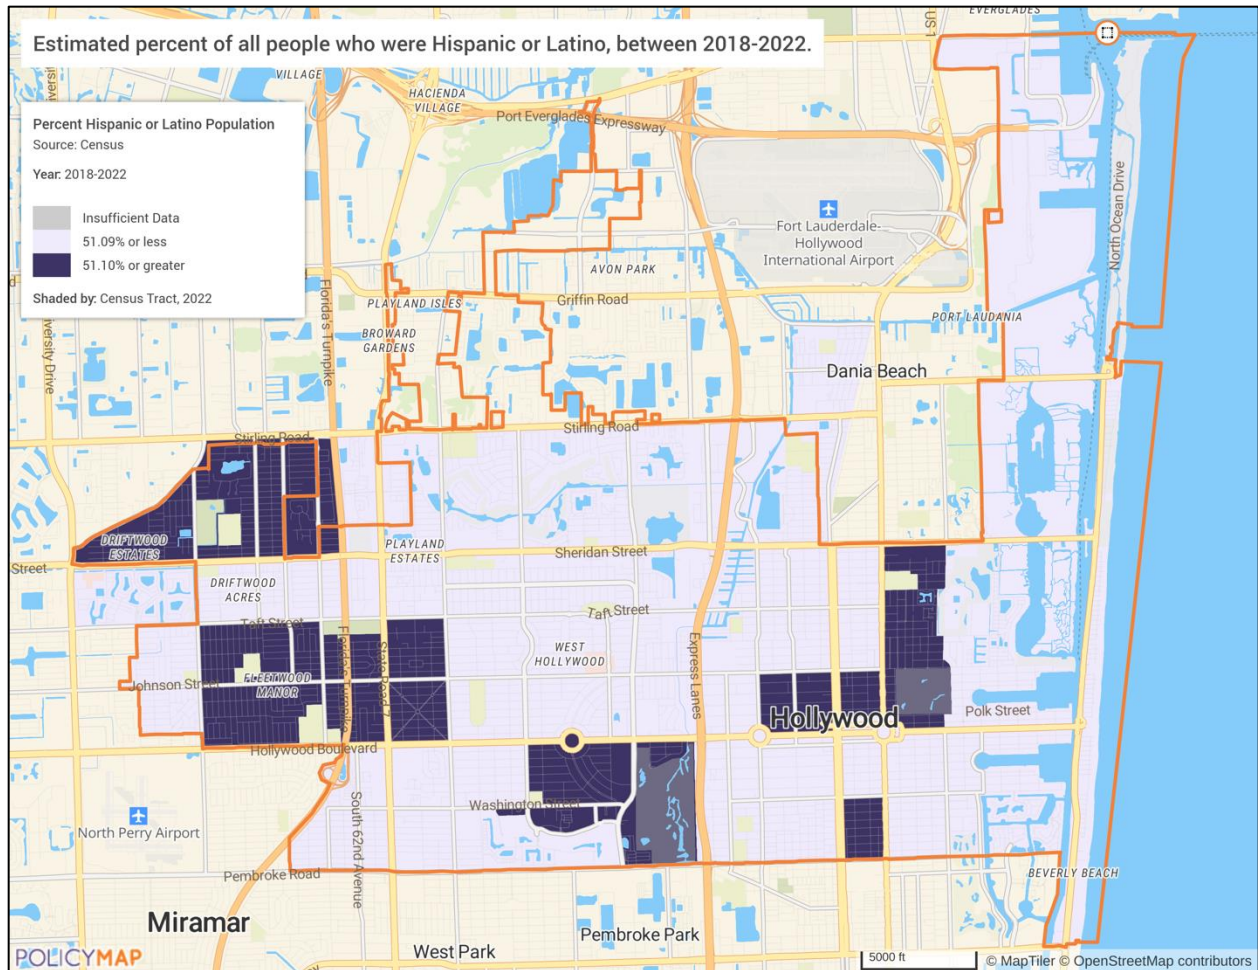 Estimated percent of all people who were Hispanic or Latino, between 2018-2022.
EVERGLADES
US 1
VILLAGE
HACIENDA
VILLAGE
Port Everglades Expressway
Percent Hispanic or Latino Population
Source: Census
Year: 2018-2022
Insufficient Data
51.09% or less
51.10% or greater
Shaded by: Census Tract, 2022
North Ocean Drive
Fort Lauderdale-
Hollywood
International Airport
AVON PARK
Griffin Road
PLAYLAND ISLES
BROWARD
GARDENS
PORT LAUDANIA
Florida's Turnpike
University Drive
Dania Beach
Stirling Road
Stirling Road
DRIFTWOOD
ESTATES
PLAYLAND
ESTATES
Sheridan Street
Street
DRIFTWOOD
ACRES
Taft Street
Taft Street
WEST
HOLLYWOOD
Express Lanes
Florida's Turnpike
State Road 7
Johnson Street
FLEETWOOD
MANOR
Hollywood
Polk Street
Hollywood Boulevard
Washington Street
South 62nd Avenue
North Perry Airport
Pembroke Road
BEVERLY BEACH
Miramar
West Park
Pembroke Park
POLICYMAP
5000 ft
© MapTiler © OpenStreetMap contributors